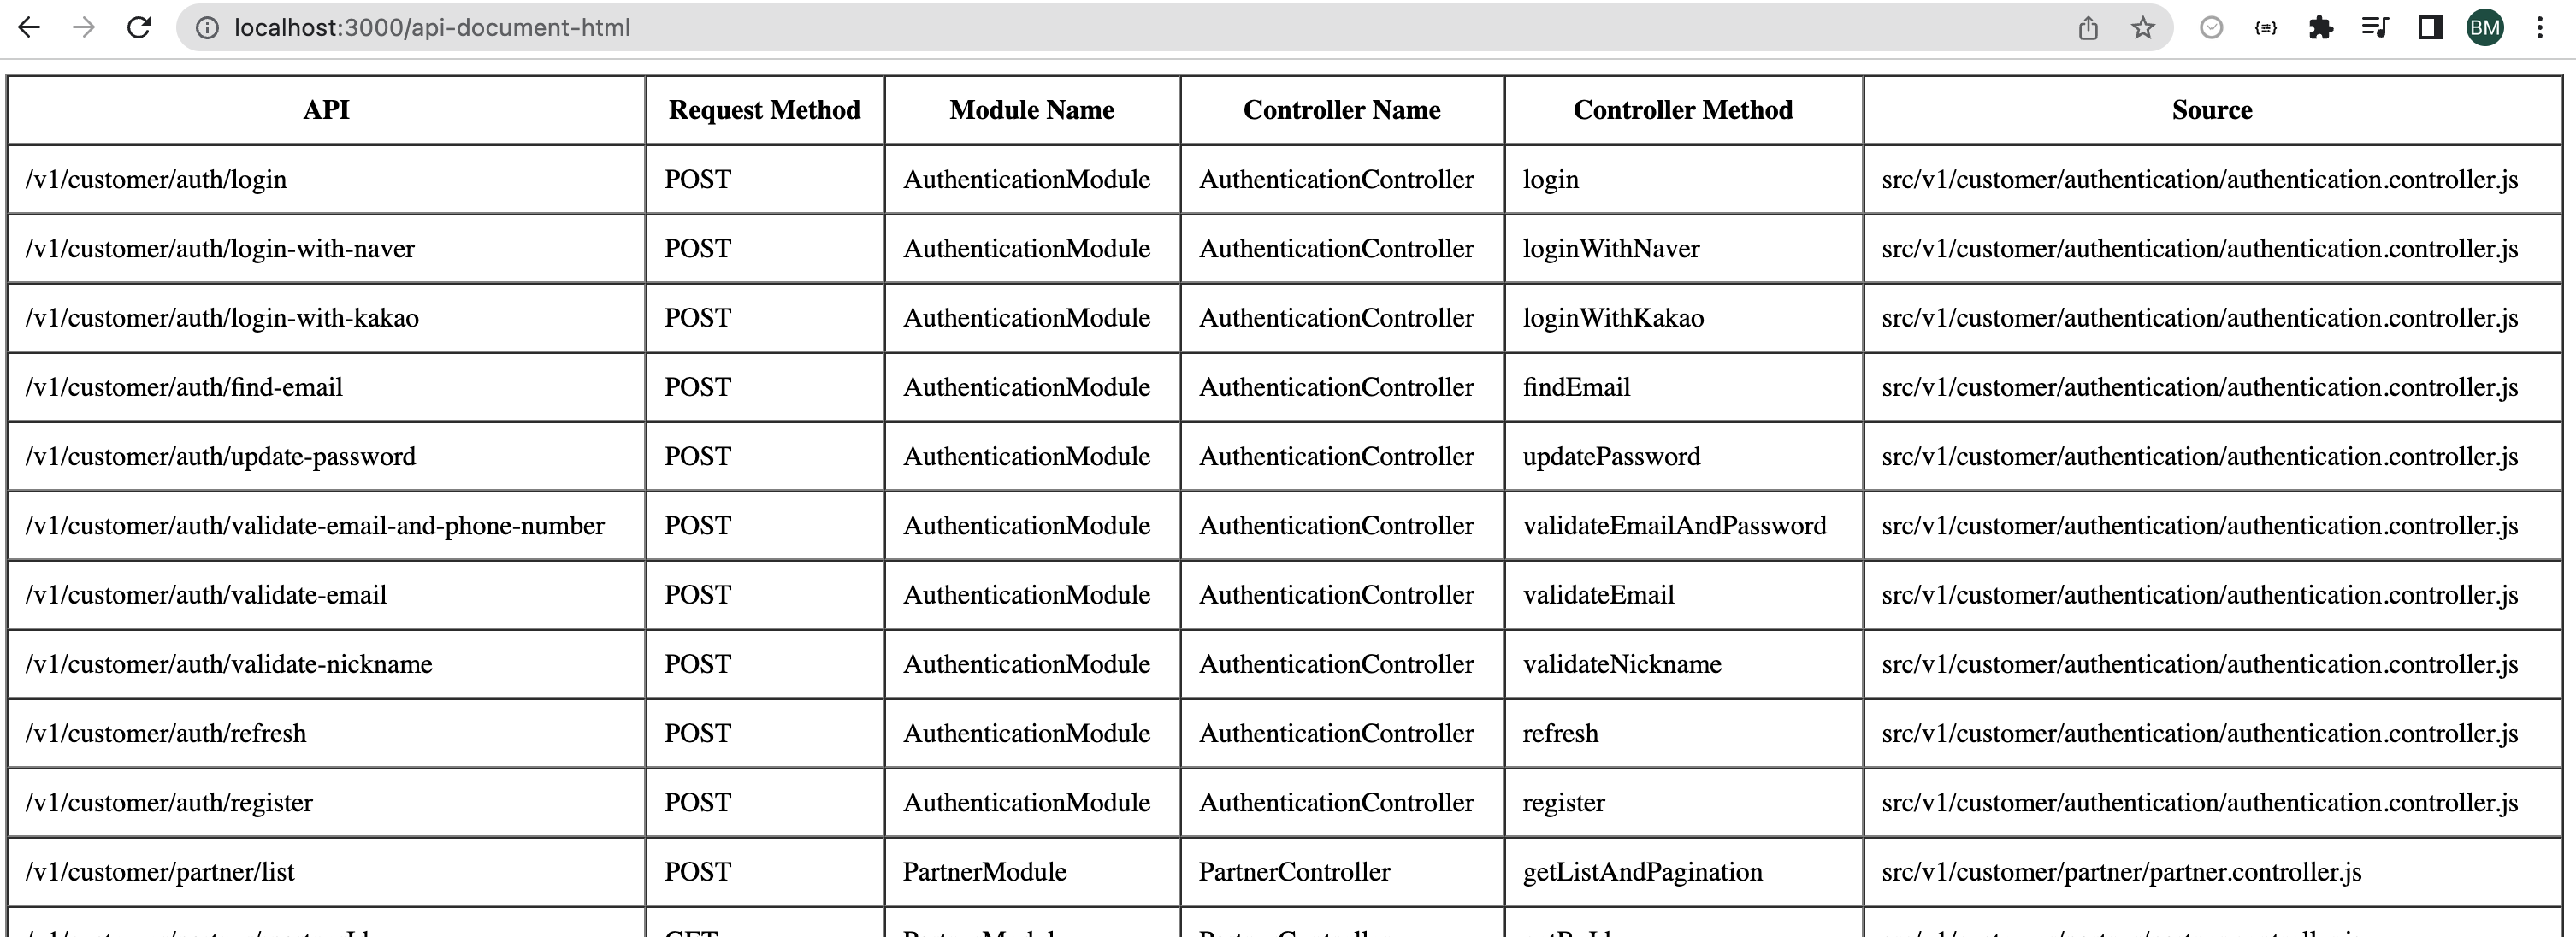 localhost:3000/api-document-html
BM
API Request Method Module Name Controller Name Controller Method Source
/v1/customer/auth/login POST AuthenticationModule AuthenticationController login src/v1/customer/authentication/authentication.controller.js
/v1/customer/auth/login-with-naver POST AuthenticationModule AuthenticationController loginWithNaver src/v1/customer/authentication/authentication.controller.js
/v1/customer/auth/login-with-kakao POST AuthenticationModule AuthenticationController loginWithKakao src/v1/customer/authentication/authentication.controller.js
/v1/customer/auth/find-email POST AuthenticationModule AuthenticationController findEmail src/v1/customer/authentication/authentication.controller.js
/v1/customer/auth/update-password POST AuthenticationModule AuthenticationController updatePassword src/v1/customer/authentication/authentication.controller.js
/v1/customer/auth/validate-email-and-phone-number POST AuthenticationModule AuthenticationController validateEmailAndPassword src/v1/customer/authentication/authentication.controller.js
/v1/customer/auth/validate-email POST AuthenticationModule AuthenticationController validateEmail src/v1/customer/authentication/authentication.controller.js
/v1/customer/auth/validate-nickname POST AuthenticationModule AuthenticationController validateNickname src/v1/customer/authentication/authentication.controller.js
/v1/customer/auth/refresh POST AuthenticationModule AuthenticationController refresh src/v1/customer/authentication/authentication.controller.js
/v1/customer/auth/register POST AuthenticationModule AuthenticationController register src/v1/customer/authentication/authentication.controller.js
/v1/customer/partner/list POST PartnerModule PartnerController getListAndPagination src/v1/customer/partner/partner.controller.js